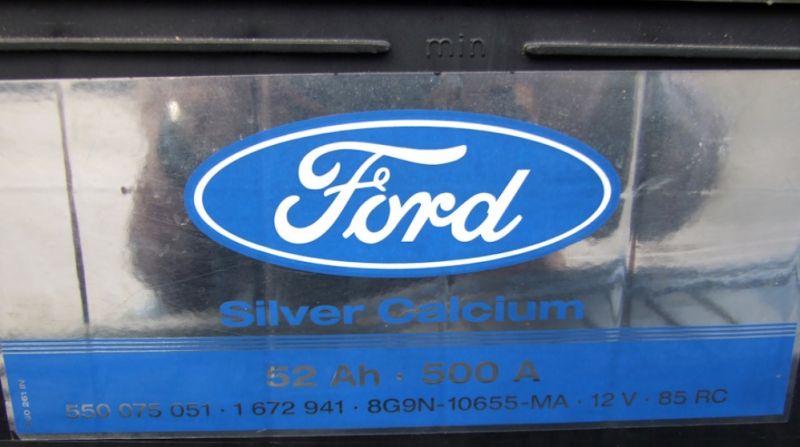 min
Ford
Silver Calcium
52 Ah · 500 A
550 075 051 · 1 672 941 · 8G9N-10655-MA · 12 V · 85 RC